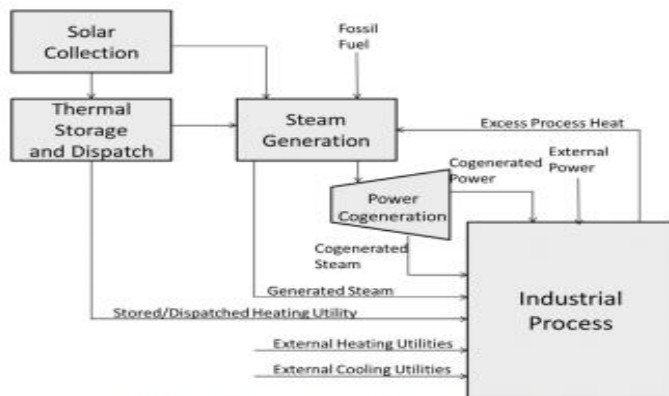 Solar
Collection
Fossil
Fuel
Thermal
Storage
and Dispatch
Steam
Generation
Excess Process Heat
Cogenerated
Power
External
Power
Power
Cogeneration
Cogenerated
Steam
Generated Steam
Stored/Dispatched Heating Utility
Industrial
Process
External Heating Utilities
External Cooling Utilities